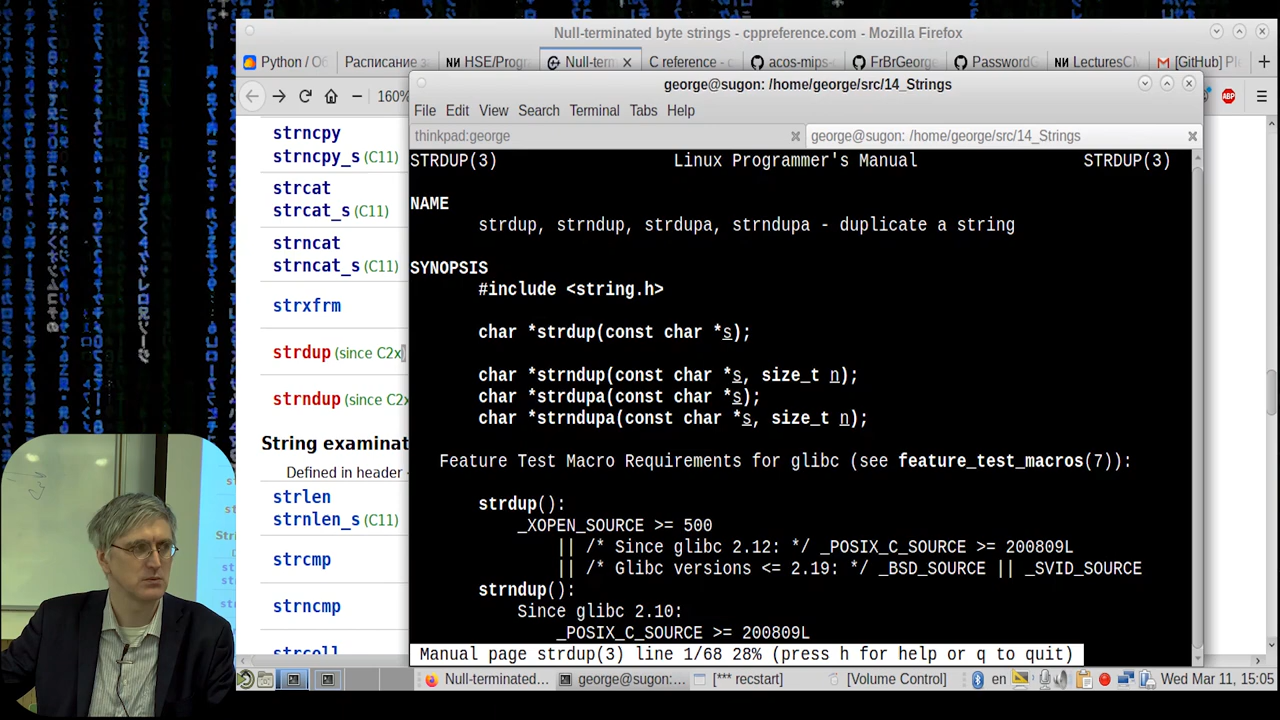 Null-terminated byte strings - cppreference.com - Mozilla Firefox
Python / Об
Расписание за
HSE/Prog
Null-term
C reference - c
acos-mips-c
FrBrGeorge
PasswordG
LecturesCM
[GitHub] Pl
160%
ABP
george@sugon: /home/george/src/14_Strings
File Edit View Search Terminal Tabs Help
thinkpad:george
george@sugon: /home/george/src/14_Strings
strncpy
strncpy_s (C11)
strcat
strcat_s (C11)
strncat
strncat_s (C11)
strxfrm
strdup (since C2x)
strndup (since C2x
String examinat
Defined in header
strlen
strnlen_s (C11)
strcmp
strncmp
strcoll
STRDUP(3) Linux Programmer's Manual STRDUP(3)
NAME
strdup, strndup, strdupa, strndupa - duplicate a string
SYNOPSIS
#include <string.h>
char *strdup(const char *s);
char *strndup(const char *s, size_t n);
char *strdupa(const char *s);
char *strndupa(const char *s, size_t n);
Feature Test Macro Requirements for glibc (see feature_test_macros(7)):
strdup():
_XOPEN_SOURCE >= 500
|| /* Since glibc 2.12: */ _POSIX_C_SOURCE >= 200809L
|| /* Glibc versions <= 2.19: */ _BSD_SOURCE || _SVID_SOURCE
strndup():
Since glibc 2.10:
_POSIX_C_SOURCE >= 200809L
Manual page strdup(3) line 1/68 28% (press h for help or q to quit)
Null-terminated...
george@sugon:...
[*** recstart]
[Volume Control]
en
Wed Mar 11, 15:05